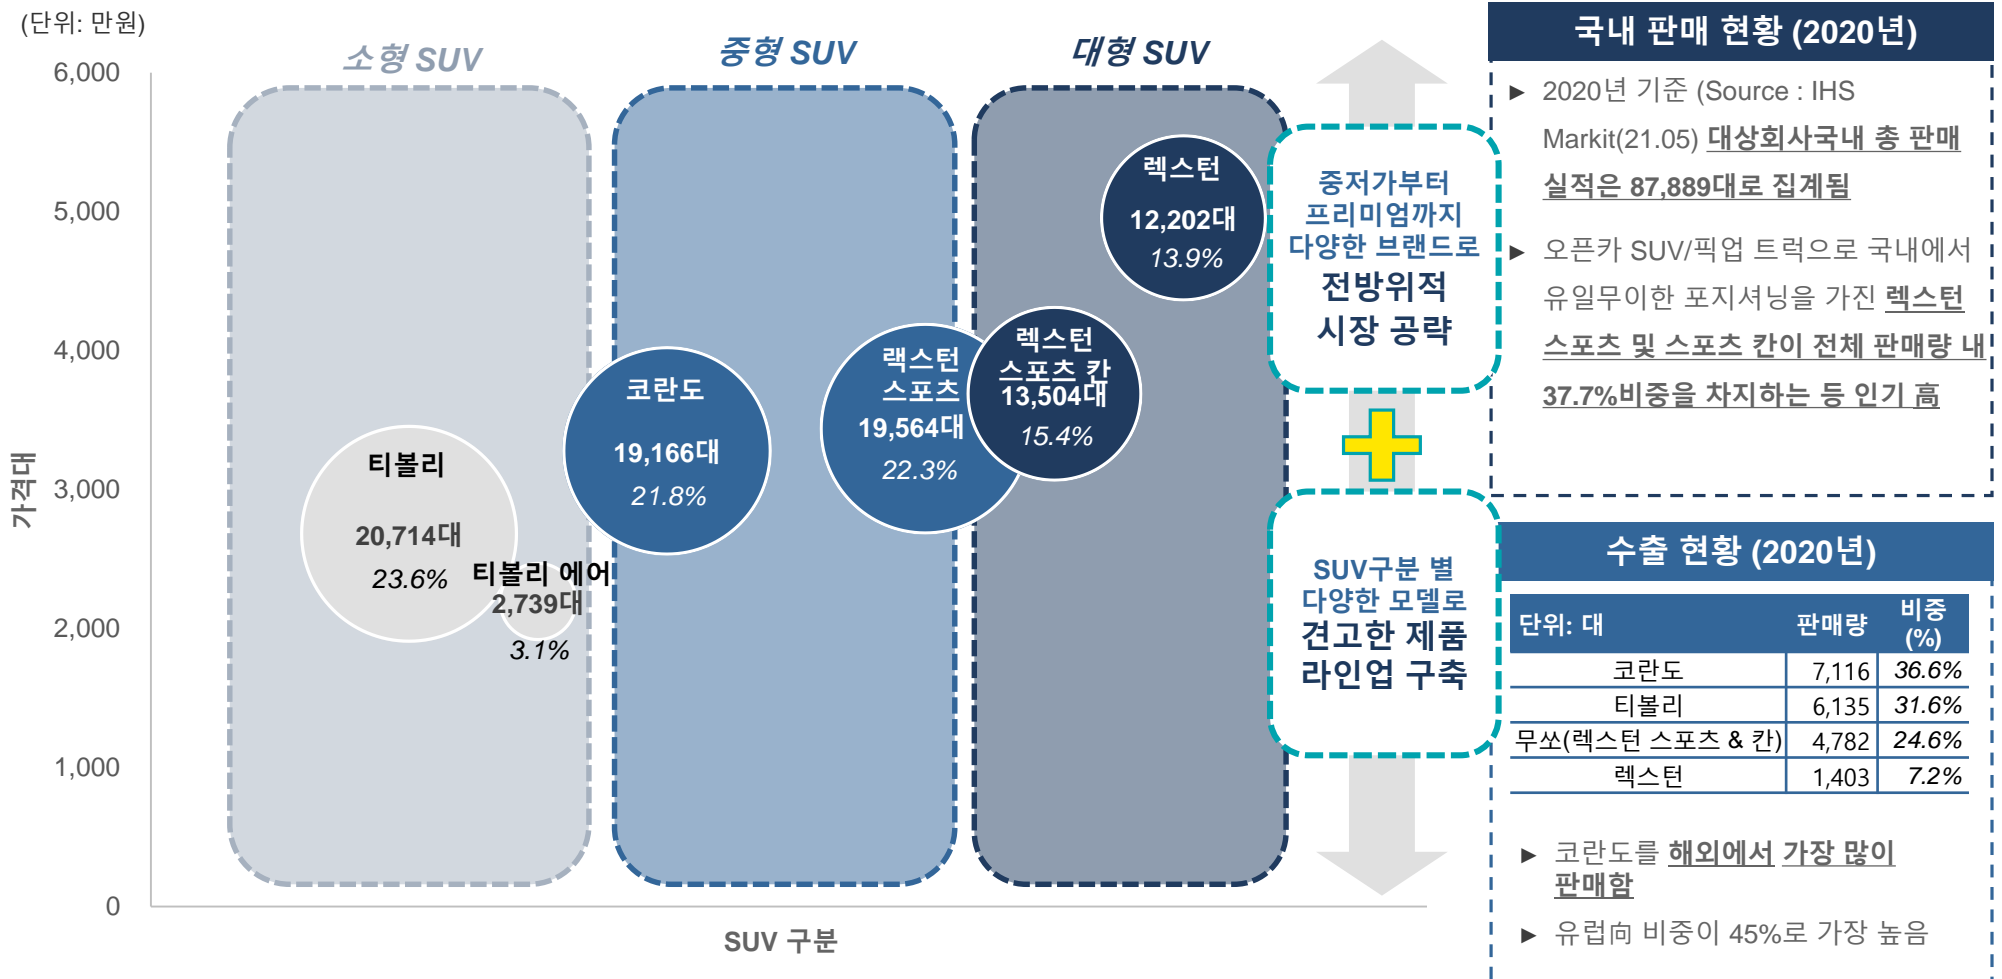 (단위: 만원)
소형 SUV
중형 SUV
대형 SUV
6,000
5,000
4,000
3,000
2,000
1,000
0
가격대
SUV 구분
티볼리
20,714대
23.6%
티볼리 에어
2,739대
3.1%
코란도
19,166대
21.8%
랙스턴
스포츠
19,564대
22.3%
렉스턴
스포츠 칸
13,504대
15.4%
렉스턴
12,202대
13.9%
중저가부터
프리미엄까지
다양한 브랜드로
전방위적
시장 공략
SUV구분 별
다양한 모델로
견고한 제품
라인업 구축
국내 판매 현황 (2020년)
► 2020년 기준 (Source : IHS
Markit(21.05) 대상회사국내 총 판매
실적은 87,889대로 집계됨
► 오픈카 SUV/픽업 트럭으로 국내에서
유일무이한 포지셔닝을 가진 렉스턴
스포츠 및 스포츠 칸이 전체 판매량 내
37.7%비중을 차지하는 등 인기 高
수출 현황 (2020년)
단위: 대 판매량 비중
(%)
코란도 7,116 36.6%
티볼리 6,135 31.6%
무쏘(렉스턴 스포츠 & 칸) 4,782 24.6%
렉스턴 1,403 7.2%
► 코란도를 해외에서 가장 많이
판매함
► 유럽向 비중이 45%로 가장 높음